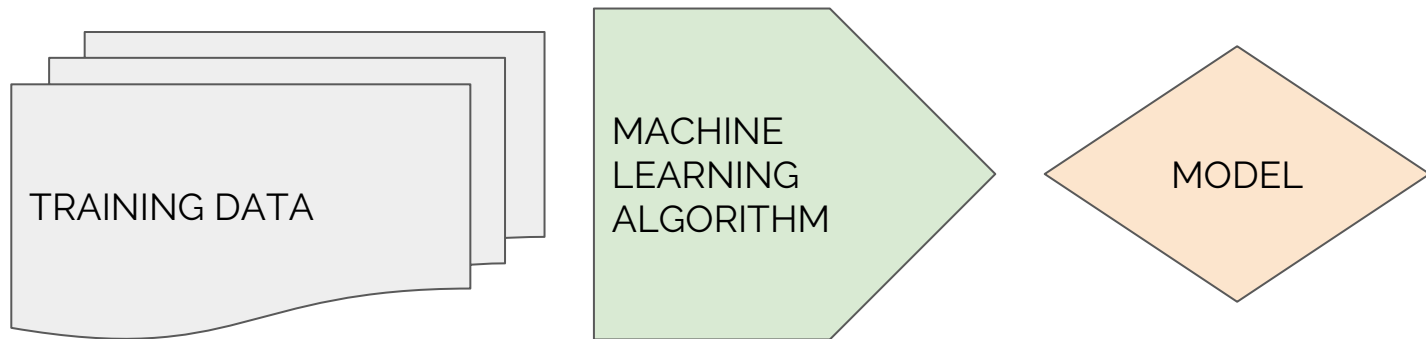 TRAINING DATA
MACHINE
LEARNING
ALGORITHM
MODEL